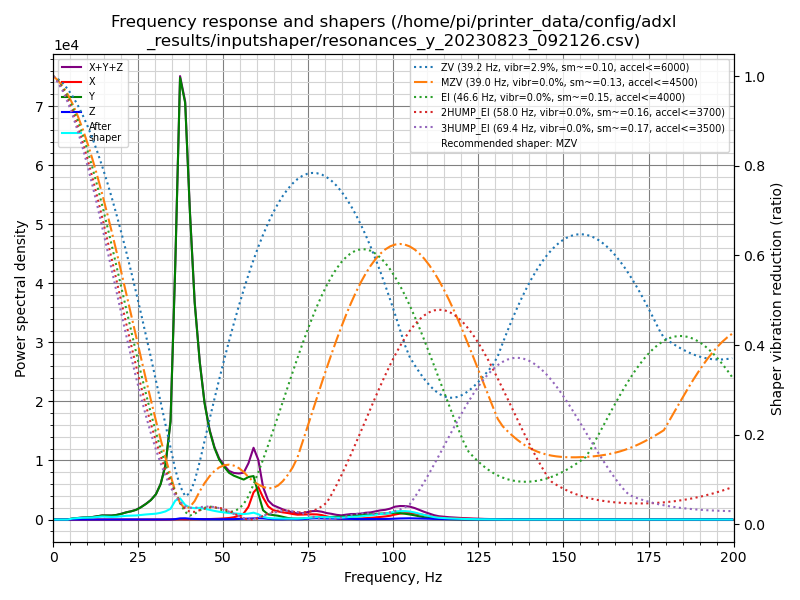 Frequency response and shapers (/home/pi/printer_data/config/adxl
_results/inputshaper/resonances_y_20230823_092126.csv)
1e4
X+Y+Z
X
Y
Z
After
shaper
ZV (39.2 Hz, vibr=2.9%, sm~=0.10, accel<=6000)
MZV (39.0 Hz, vibr=0.0%, sm~=0.13, accel<=4500)
EI (46.6 Hz, vibr=0.0%, sm~=0.15, accel<=4000)
2HUMP_EI (58.0 Hz, vibr=0.0%, sm~=0.16, accel<=3700)
3HUMP_EI (69.4 Hz, vibr=0.0%, sm~=0.17, accel<=3500)
Recommended shaper: MZV
Power spectral density
7
6
5
4
3
2
1
0
1.0
0.8
0.6
0.4
0.2
0.0
Shaper vibration reduction (ratio)
0 25 50 75 100 125 150 175 200
Frequency, Hz